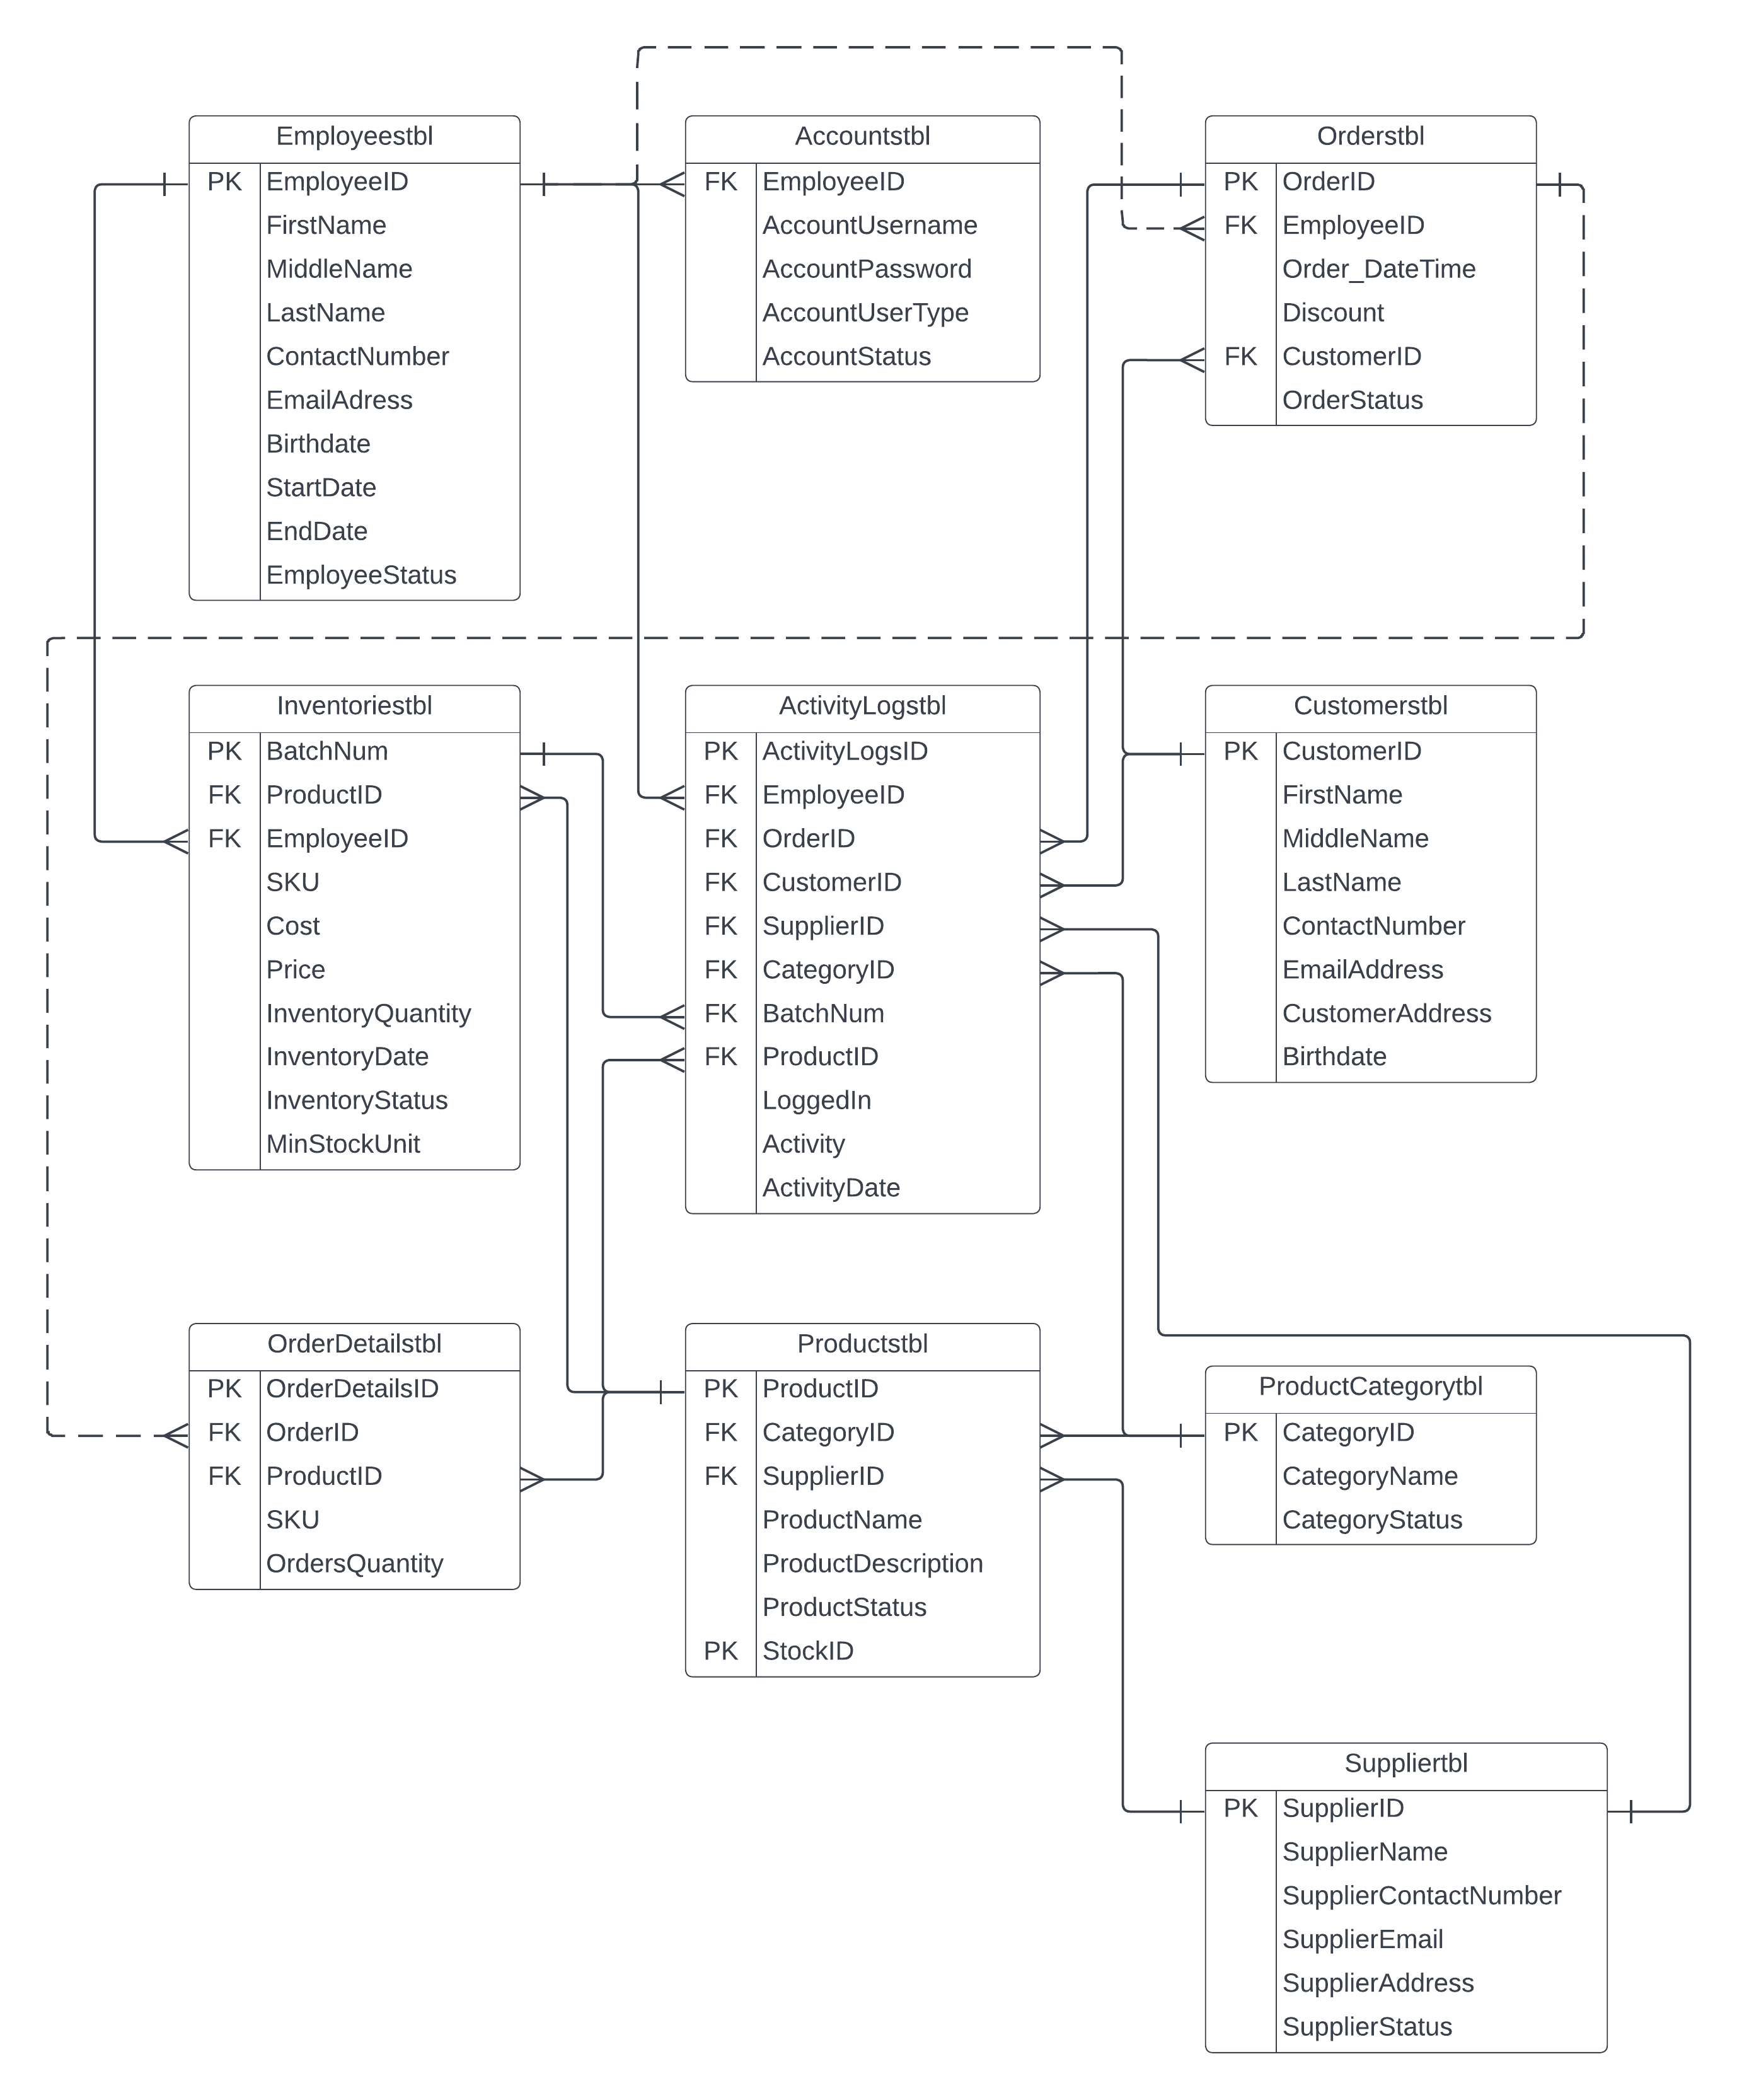 Employeestbl
PK EmployeeID
FirstName
MiddleName
LastName
ContactNumber
EmailAdress
Birthdate
StartDate
EndDate
EmployeeStatus
Accountstbl
FK EmployeeID
AccountUsername
AccountPassword
AccountUserType
AccountStatus
Orderstbl
PK OrderID
FK EmployeeID
Order_DateTime
Discount
FK CustomerID
OrderStatus
Inventoriestbl
PK BatchNum
FK ProductID
FK EmployeeID
SKU
Cost
Price
InventoryQuantity
InventoryDate
InventoryStatus
MinStockUnit
ActivityLogstbl
PK ActivityLogsID
FK EmployeeID
FK OrderID
FK CustomerID
FK SupplierID
FK CategoryID
FK BatchNum
FK ProductID
LoggedIn
Activity
ActivityDate
Customerstbl
PK CustomerID
FirstName
MiddleName
LastName
ContactNumber
EmailAddress
CustomerAddress
Birthdate
OrderDetailstbl
PK OrderDetailsID
FK OrderID
FK ProductID
SKU
OrdersQuantity
Productstbl
PK ProductID
FK CategoryID
FK SupplierID
ProductName
ProductDescription
ProductStatus
PK StockID
ProductCategorytbl
PK CategoryID
CategoryName
CategoryStatus
Suppliertbl
PK SupplierID
SupplierName
SupplierContactNumber
SupplierEmail
SupplierAddress
SupplierStatus